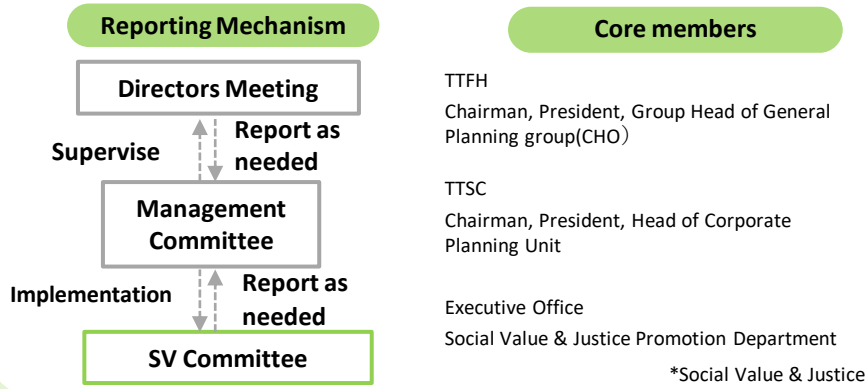 Reporting Mechanism
Directors Meeting
Supervise
Report as
needed
Management
Committee
Implementation
Report as
needed
SV Committee
Core members
TTFH
Chairman, President, Group Head of General
Planning group(CHO）
TTSC
Chairman, President, Head of Corporate
Planning Unit
Executive Office
Social Value & Justice Promotion Department
*Social Value & Justice